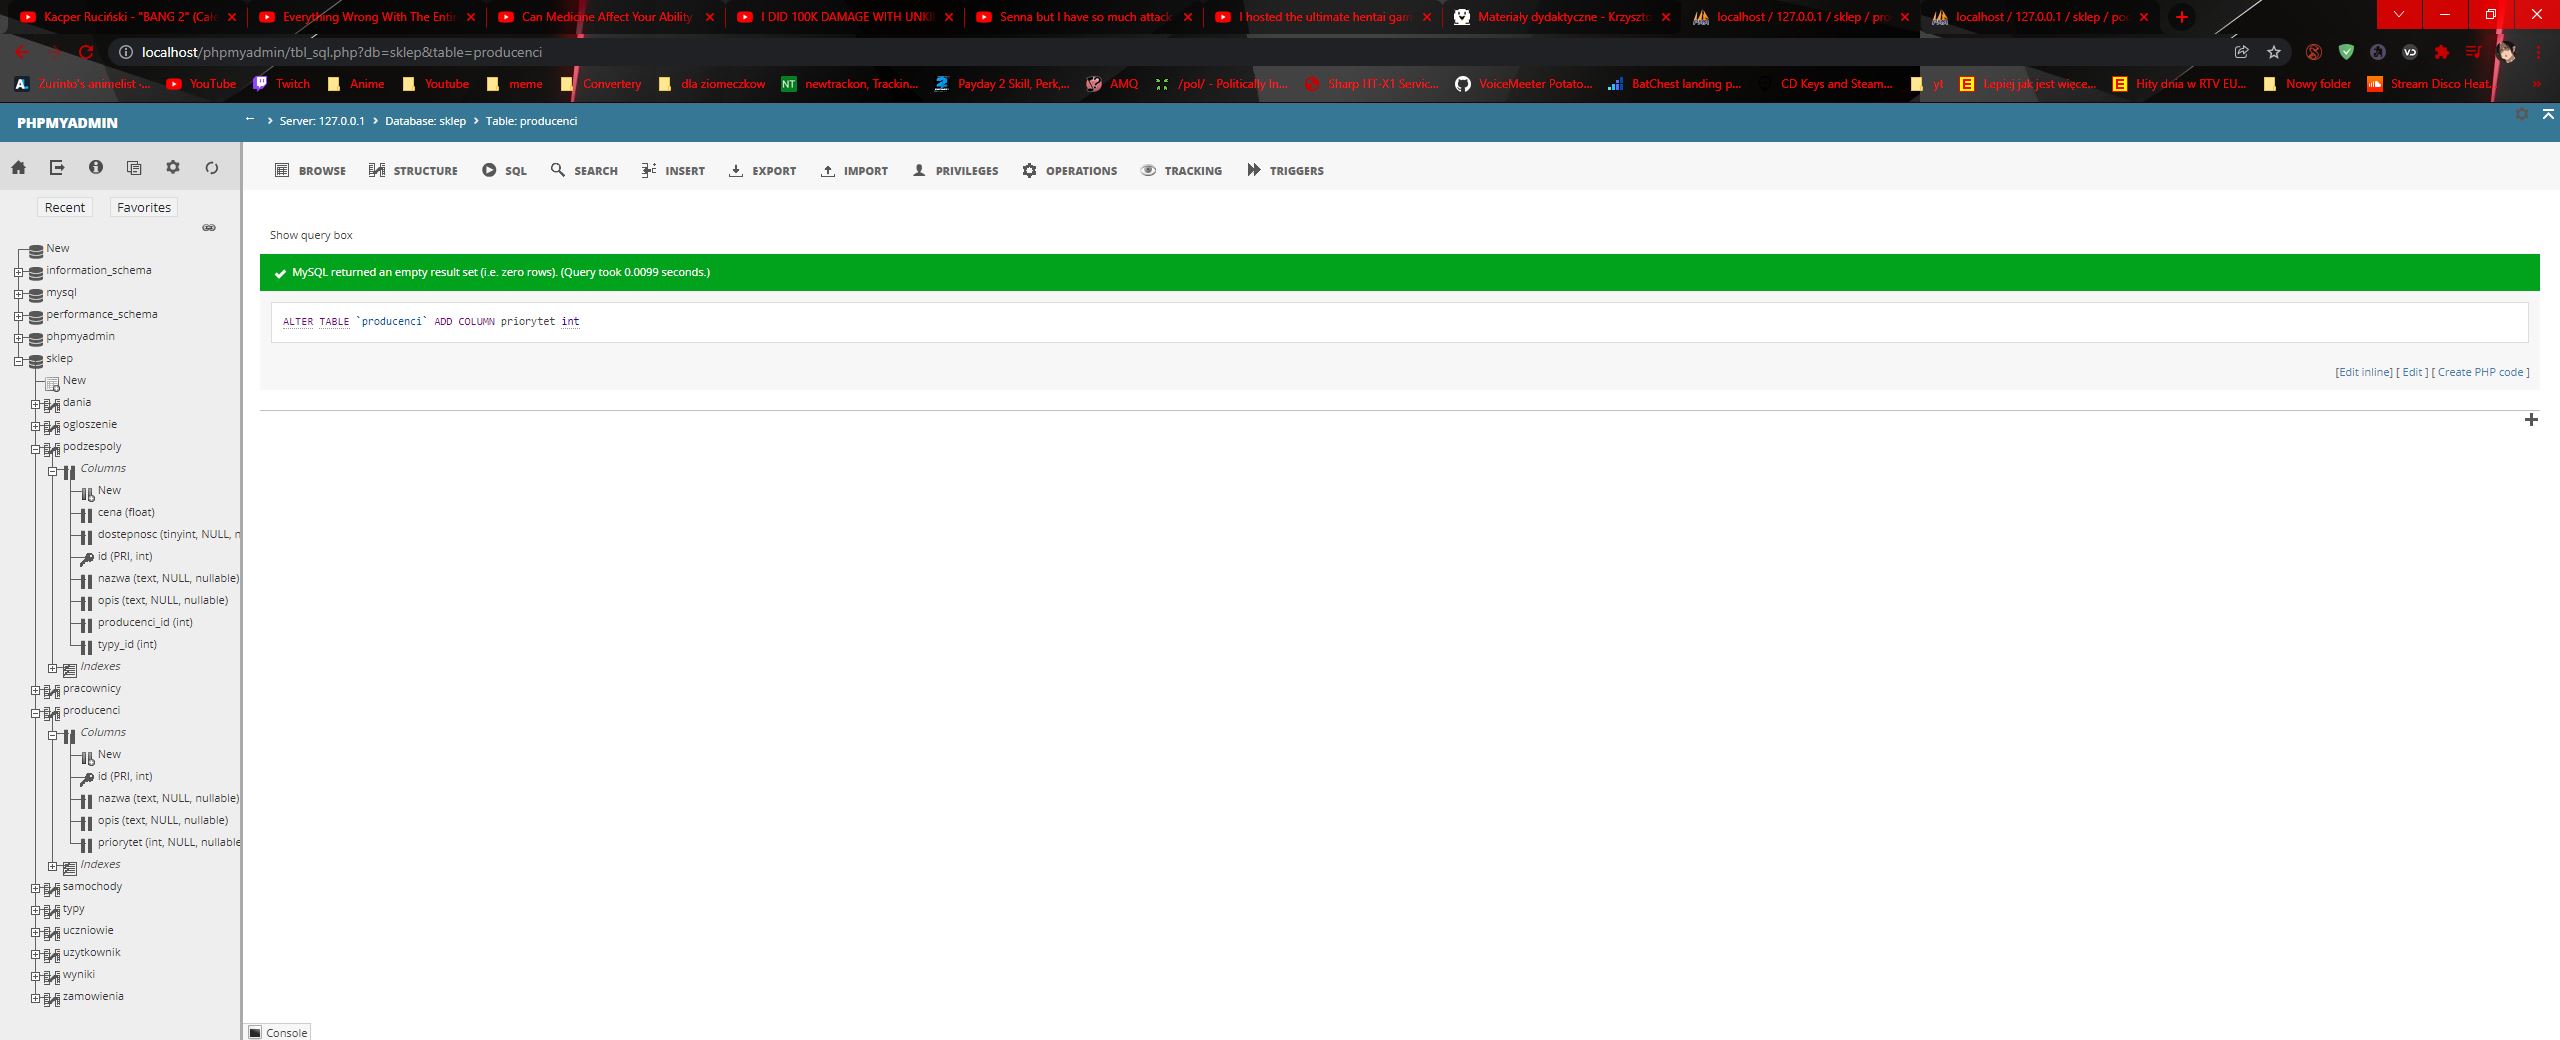 Kacper Ruciński - "BANG 2" (Całe
Everything Wrong With The Entir
Can Medicine Affect Your Ability
I DID 100K DAMAGE WITH UNKI
Senna but I have so much attack
I hosted the ultimate hentai gam
Materiały dydaktyczne - Krzyszto
localhost / 127.0.0.1 / sklep / pro
localhost / 127.0.0.1 / sklep / poc
localhost/phpmyadmin/tbl_sql.php?db=sklep&table=producenci
Zurinto's animelist ·...
YouTube
Twitch
Anime
Youtube
meme
Convertery
dla ziomeczkow
NT
newtrackon, Trackin...
Payday 2 Skill, Perk,...
AMQ
/pol/ - Politically In...
Sharp HT-X1 Servic...
VoiceMeeter Potato...
BatChest landing p...
CD Keys and Steam...
yt
Lepiej jak jest więce...
Hity dnia w RTV EU...
Nowy folder
Stream Disco Heat...
PHPMYADMIN
Server: 127.0.0.1 › Database: sklep › Table: producenci
BROWSE STRUCTURE SQL SEARCH INSERT EXPORT IMPORT PRIVILEGES OPERATIONS TRACKING TRIGGERS
Recent Favorites
New
information_schema
mysql
performance_schema
phpmyadmin
sklep
New
dania
ogloszenie
podzespoly
Columns
New
cena (float)
dostepnosc (tinyint, NULL, n
id (PRI, int)
nazwa (text, NULL, nullable)
opis (text, NULL, nullable)
producenci_id (int)
typy_id (int)
Indexes
pracownicy
producenci
Columns
New
id (PRI, int)
nazwa (text, NULL, nullable)
opis (text, NULL, nullable)
priorytet (int, NULL, nullable
Indexes
samochody
typy
uczniowie
uzytkownik
wyniki
zamowienia
Show query box
MySQL returned an empty result set (i.e. zero rows). (Query took 0.0099 seconds.)
ALTER TABLE `producenci` ADD COLUMN priorytet int
[Edit inline] [ Edit ] [ Create PHP code ]
Console